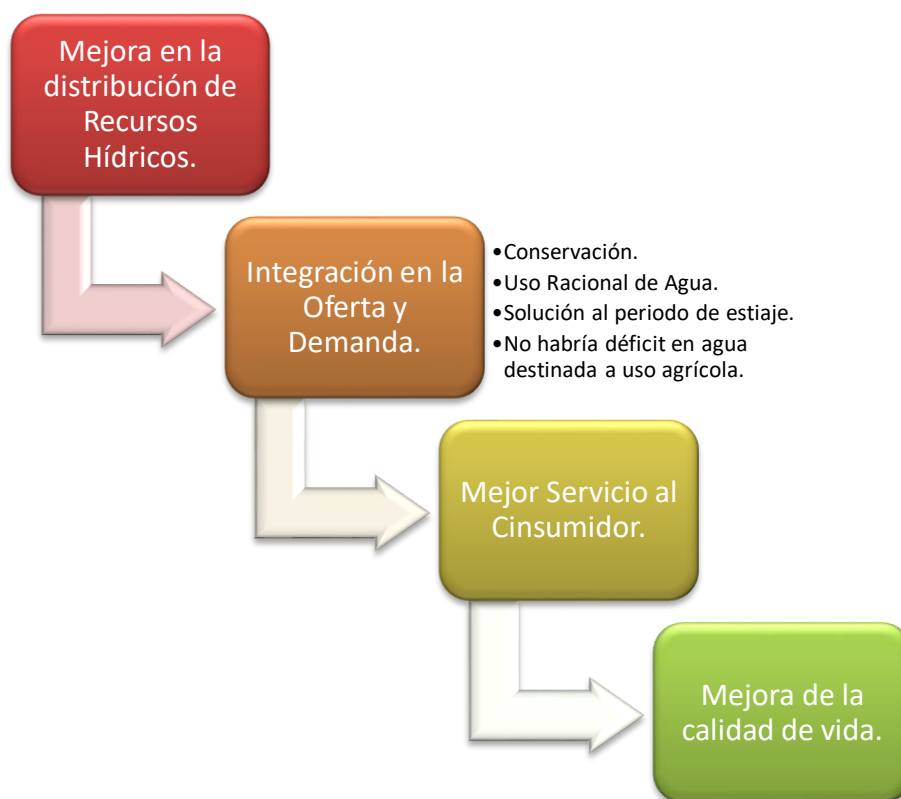 Mejora en la
distribución de
Recursos
Hídricos.
Integración en la
Oferta y
Demanda.
•Conservación.
•Uso Racional de Agua.
•Solución al periodo de estiaje.
•No habría déficit en agua
destinada a uso agrícola.
Mejor Servicio al
Cinsumidor.
Mejora de la
calidad de vida.